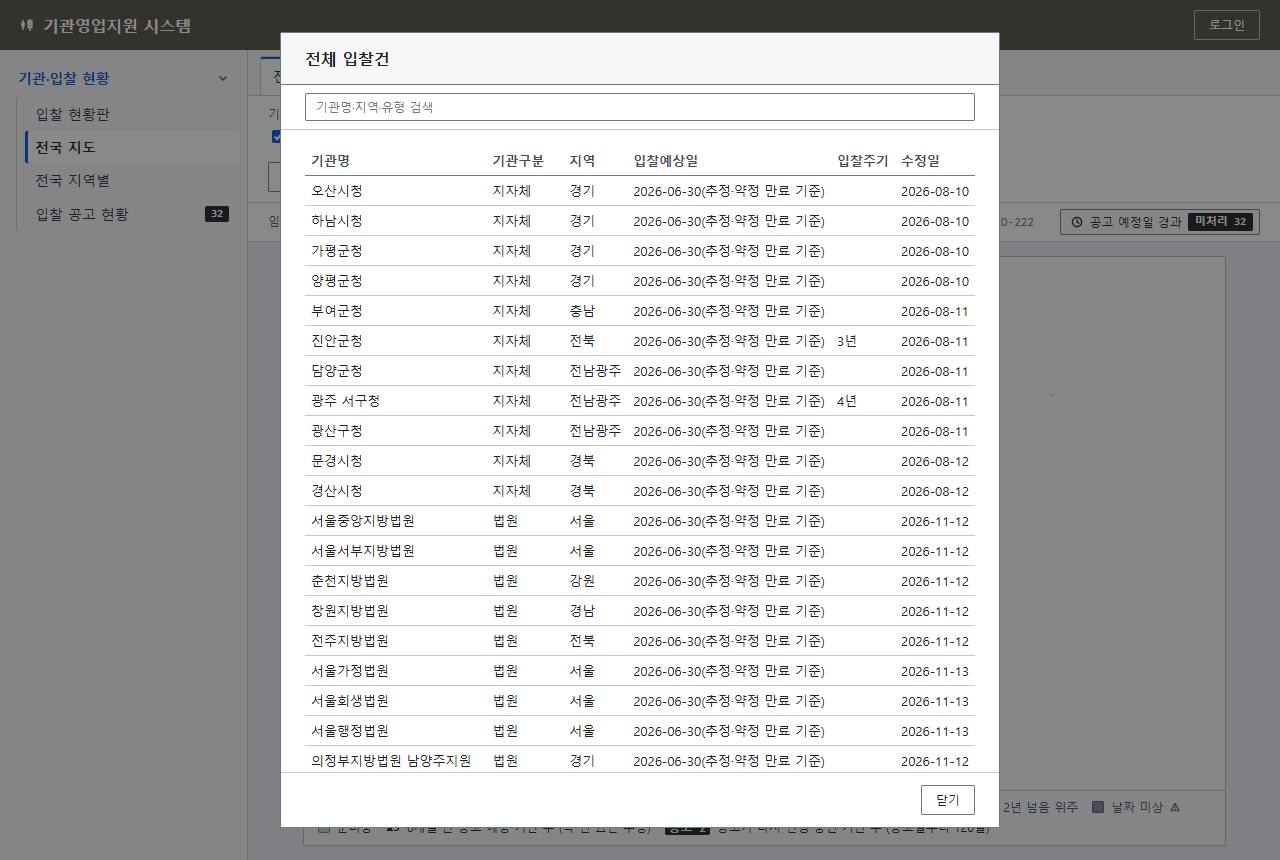 기관영업지원 시스템
로그인
기관·입찰 현황
입찰 현황판
전국 지도
전국 지역별
입찰 공고 현황 32
D-222
공고 예정일 경과 미처리 32
전체 입찰건
기관명·지역·유형 검색
기관명 기관구분 지역 입찰예상일 입찰주기 수정일
오산시청 지자체 경기 2026-06-30(추정·약정 만료 기준) 2026-08-10
하남시청 지자체 경기 2026-06-30(추정·약정 만료 기준) 2026-08-10
가평군청 지자체 경기 2026-06-30(추정·약정 만료 기준) 2026-08-10
양평군청 지자체 경기 2026-06-30(추정·약정 만료 기준) 2026-08-10
부여군청 지자체 충남 2026-06-30(추정·약정 만료 기준) 2026-08-11
진안군청 지자체 전북 2026-06-30(추정·약정 만료 기준) 3년 2026-08-11
담양군청 지자체 전남광주 2026-06-30(추정·약정 만료 기준) 2026-08-11
광주 서구청 지자체 전남광주 2026-06-30(추정·약정 만료 기준) 4년 2026-08-11
광산구청 지자체 전남광주 2026-06-30(추정·약정 만료 기준) 2026-08-11
문경시청 지자체 경북 2026-06-30(추정·약정 만료 기준) 2026-08-12
경산시청 지자체 경북 2026-06-30(추정·약정 만료 기준) 2026-08-12
서울중앙지방법원 법원 서울 2026-06-30(추정·약정 만료 기준) 2026-11-12
서울서부지방법원 법원 서울 2026-06-30(추정·약정 만료 기준) 2026-11-12
춘천지방법원 법원 강원 2026-06-30(추정·약정 만료 기준) 2026-11-12
창원지방법원 법원 경남 2026-06-30(추정·약정 만료 기준) 2026-11-12
전주지방법원 법원 전북 2026-06-30(추정·약정 만료 기준) 2026-11-12
서울가정법원 법원 서울 2026-06-30(추정·약정 만료 기준) 2026-11-13
서울회생법원 법원 서울 2026-06-30(추정·약정 만료 기준) 2026-11-13
서울행정법원 법원 서울 2026-06-30(추정·약정 만료 기준) 2026-11-13
의정부지방법원 남양주지원 법원 경기 2026-06-30(추정·약정 만료 기준) 2026-11-12
닫기
2년 넘음 위주 날짜 미상